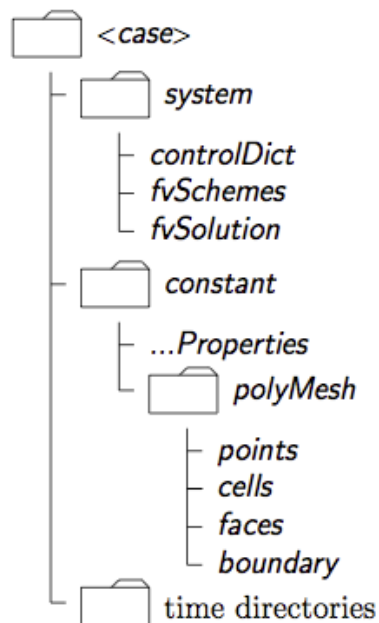 <case>
system
controlDict
fvSchemes
fvSolution
constant
...Properties
polyMesh
points
cells
faces
boundary
time directories